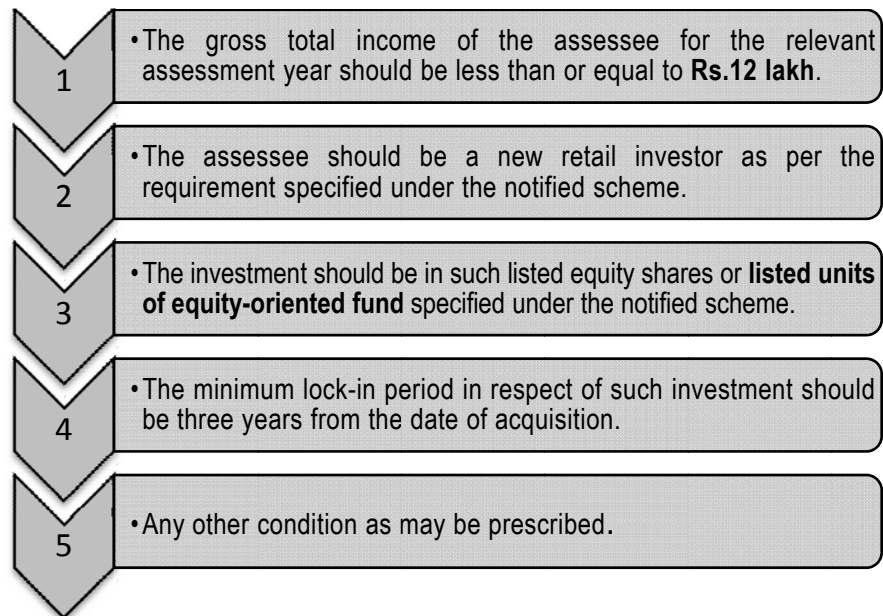 1
• The gross total income of the assessee for the relevant
assessment year should be less than or equal to Rs.12 lakh.
2
• The assessee should be a new retail investor as per the
requirement specified under the notified scheme.
3
• The investment should be in such listed equity shares or listed units
of equity-oriented fund specified under the notified scheme.
4
• The minimum lock-in period in respect of such investment should
be three years from the date of acquisition.
5
• Any other condition as may be prescribed.